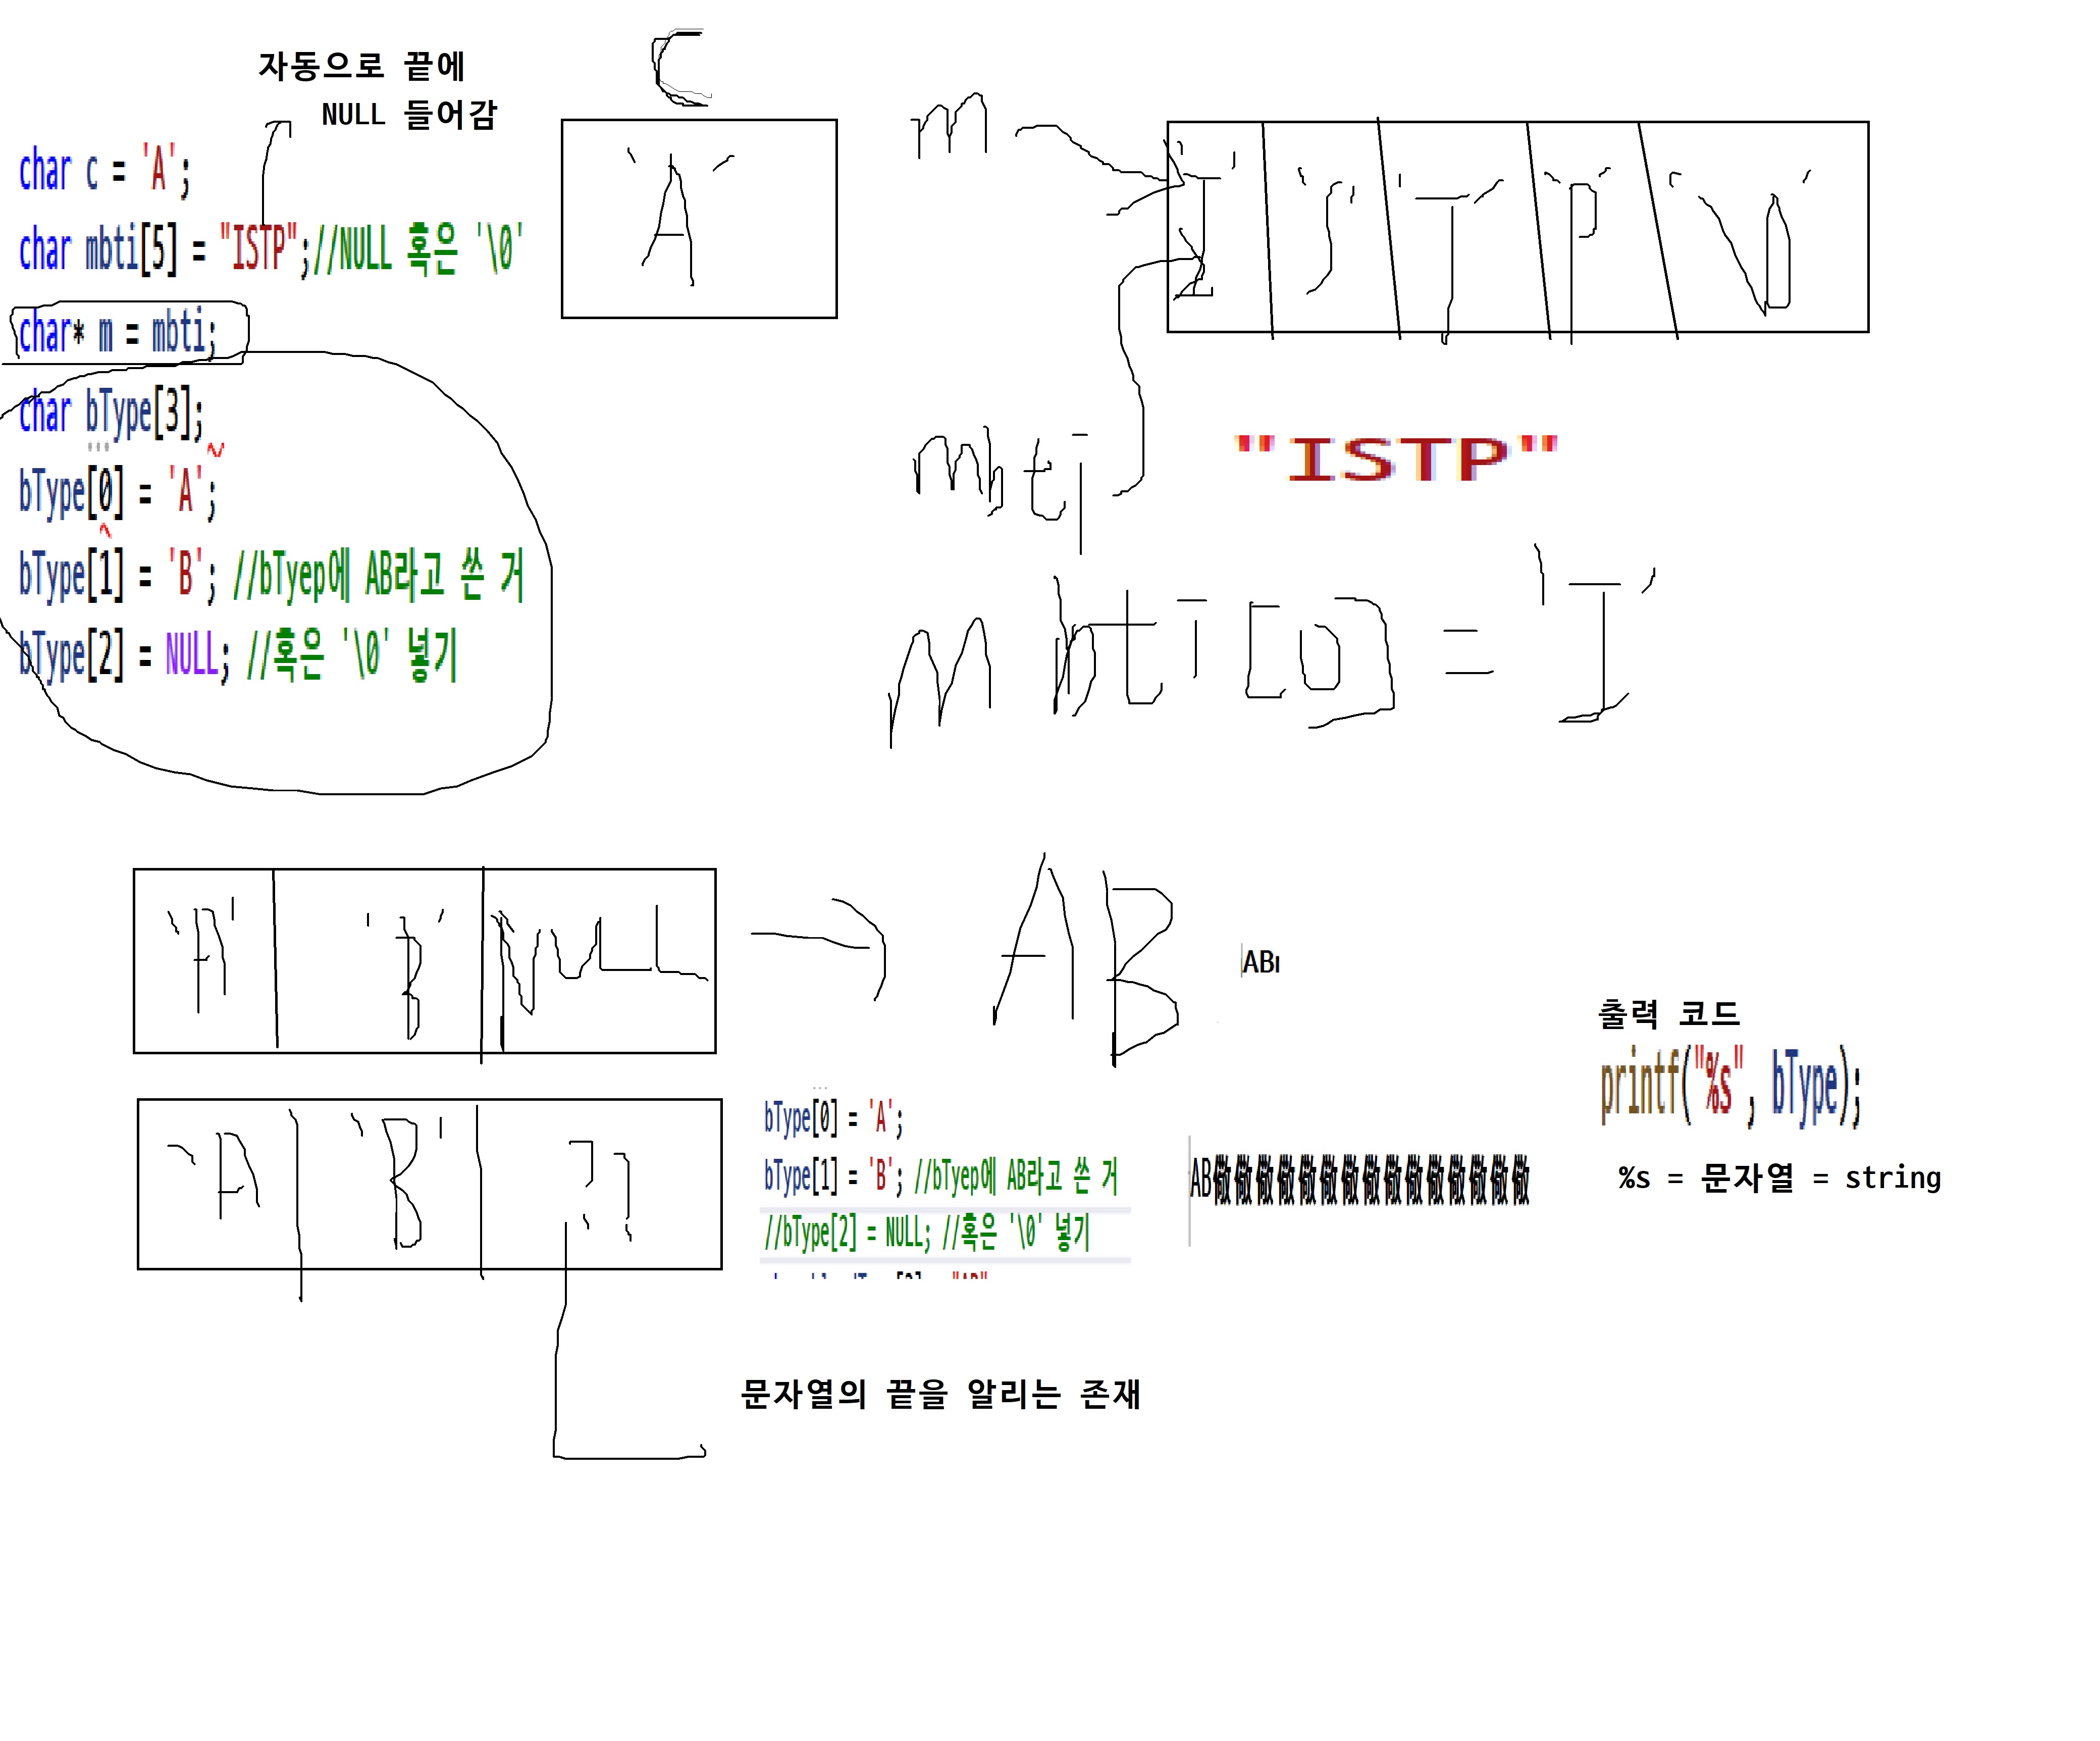 자동으로 끝에
NULL 들어감
char c = 'A';
char mbti[5] = "ISTP";//NULL 혹은 '\0'
char* m = mbti;
char bType[3];
bType[0] = 'A';
bType[1] = 'B'; //bTyep에 AB라고 쓴 거
bType[2] = NULL; //혹은 '\0' 넣기
C
'A'
m
'I' 'S' 'T' 'P' '\0'
mbti
"ISTP"
mbti[0] = 'I'
'A' 'B' NULL
AB
AB
'A' 'B' ??
bType[0] = 'A';
bType[1] = 'B'; //bTyep에 AB라고 쓴 거
//bType[2] = NULL; //혹은 '\0' 넣기
AB儆儆儆儆儆儆儆儆儆儆儆儆儆儆儆
출력 코드
printf("%s", bType);
%s = 문자열 = string
문자열의 끝을 알리는 존재